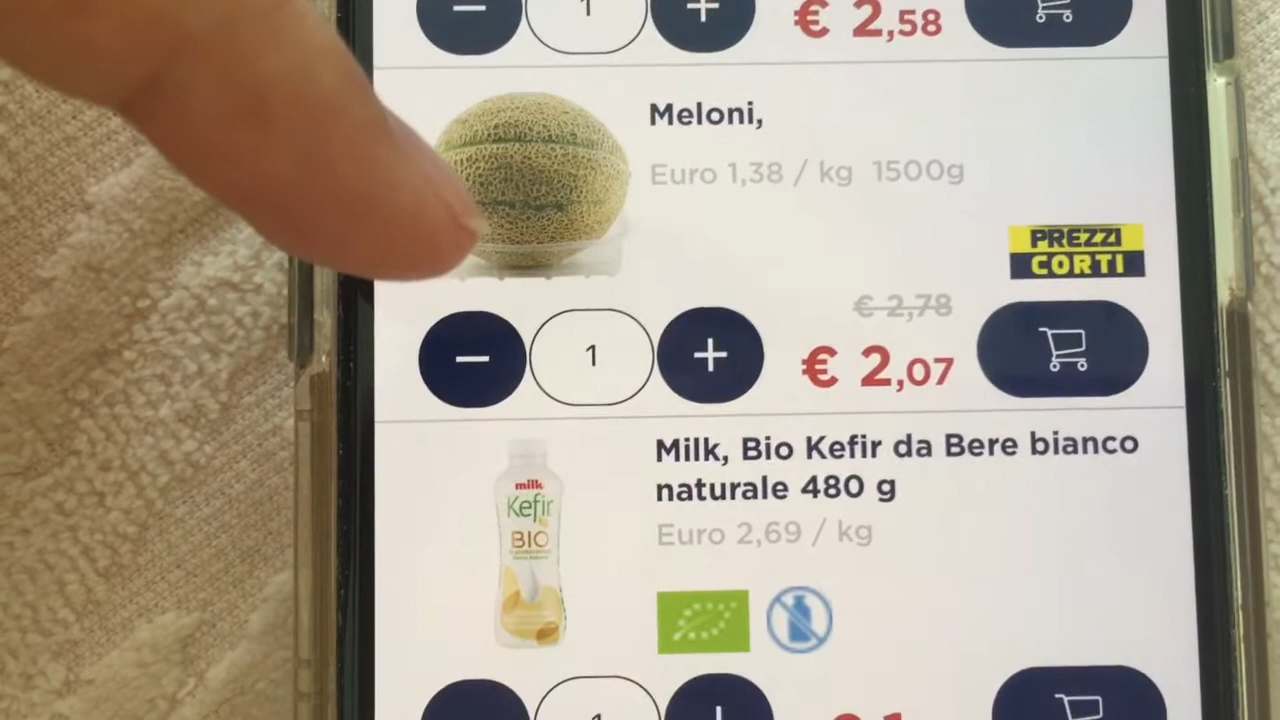 − 1 + € 2,58
Meloni,
Euro 1,38 / kg 1500g
PREZZI
CORTI
€ 2,78
− 1 + € 2,07
Milk, Bio Kefir da Bere bianco
naturale 480 g
Euro 2,69 / kg
milk
Kefir
BIO